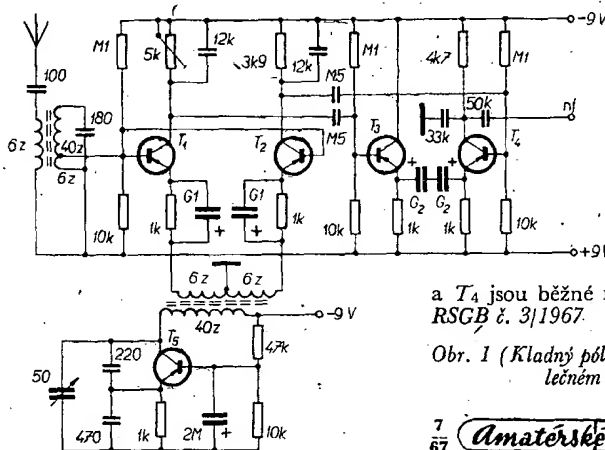 -9V
M1
5k
12k
3k9
12k
M1
4k7
M1
100
M5
M5
50k
nf
33k
180
6z
40z
6z
T1
T2
T3
T4
G1
G1
G2
G2
10k
1k
1k
10k
1k
1k
10k
+9V
6z
6z
40z
-9V
T5
47k
50
220
470
1k
2M
10k
a T4 jsou běžné
RSGB č. 3/1967
Obr. 1 (Kladný pól
lečném
7
67
Amatérské